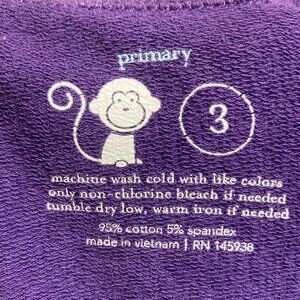 primary
3
machine wash cold with like colors
only non-chlorine bleach if needed
tumble dry low, warm iron if needed
95% cotton 5% spandex
made in vietnam | RN 145938